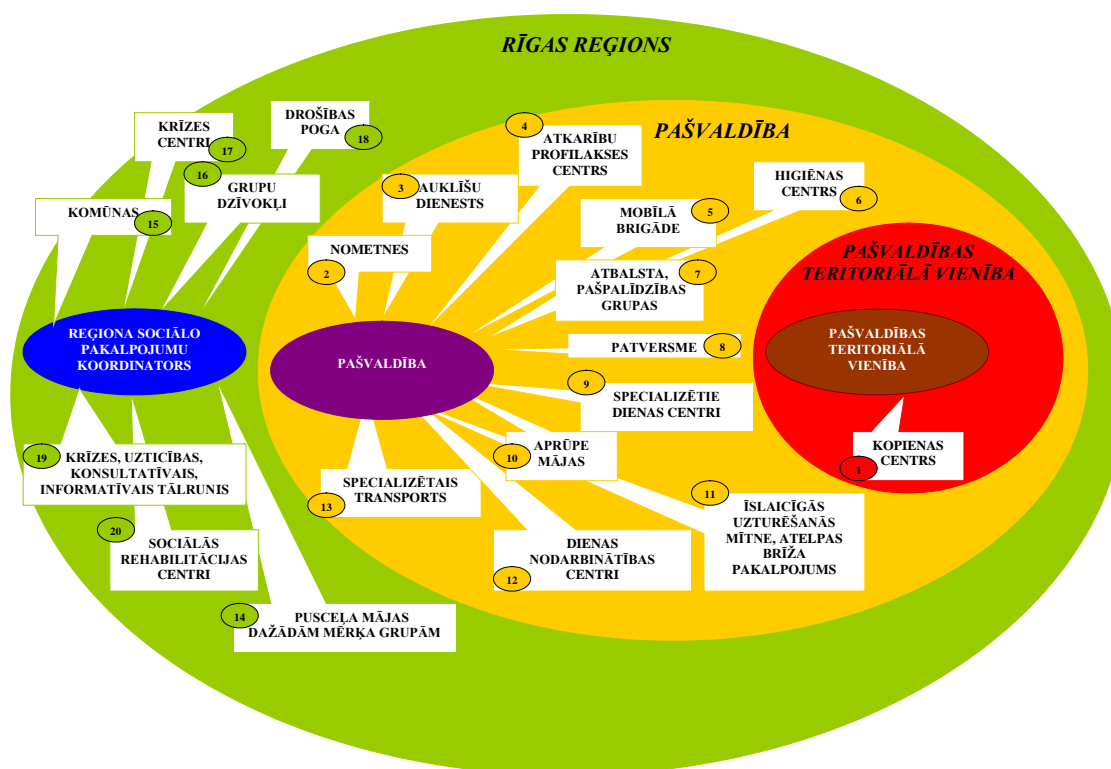 RĪGAS REĢIONS
PAŠVALDĪBA
PAŠVALDĪBAS
TERITORIĀLĀ VIENĪBA
KRĪZES
CENTRI
17
DROŠĪBAS
POGA
18
16
GRUPU
DZĪVOKĻI
KOMŪNAS
15
4
ATKARĪBU
PROFILAKSES
CENTRS
3
AUKLĪŠU
DIENESTS
NOMETNES
2
HIGIĒNAS
CENTRS
6
MOBĪLĀ
BRIGĀDE
5
ATBALSTA,
PAŠPALĪDZĪBAS
GRUPAS
7
REĢIONA SOCIĀLO
PAKALPOJUMU
KOORDINATORS
PAŠVALDĪBA
PATVERSME
8
PAŠVALDĪBAS
TERITORIĀLĀ
VIENĪBA
9
SPECIALIZĒTIE
DIENAS CENTRI
KOPIENAS
CENTRS
1
19
KRĪZES, UZTICĪBAS,
KONSULTATĪVAIS,
INFORMATĪVAIS TĀLRUNIS
SPECIALIZĒTAIS
TRANSPORTS
13
APRŪPE
MĀJAS
10
11
ĪSLAICĪGĀS
UZTURĒŠANĀS
MĪTNE, ATELPAS
BRĪŽA
PAKALPOJUMS
20
SOCIĀLĀS
REHABILITĀCIJAS
CENTRI
DIENAS
NODARBINĀTĪBAS
CENTRI
12
14
PUSCEĻA MĀJAS
DAŽĀDĀM MĒRĶA GRUPĀM